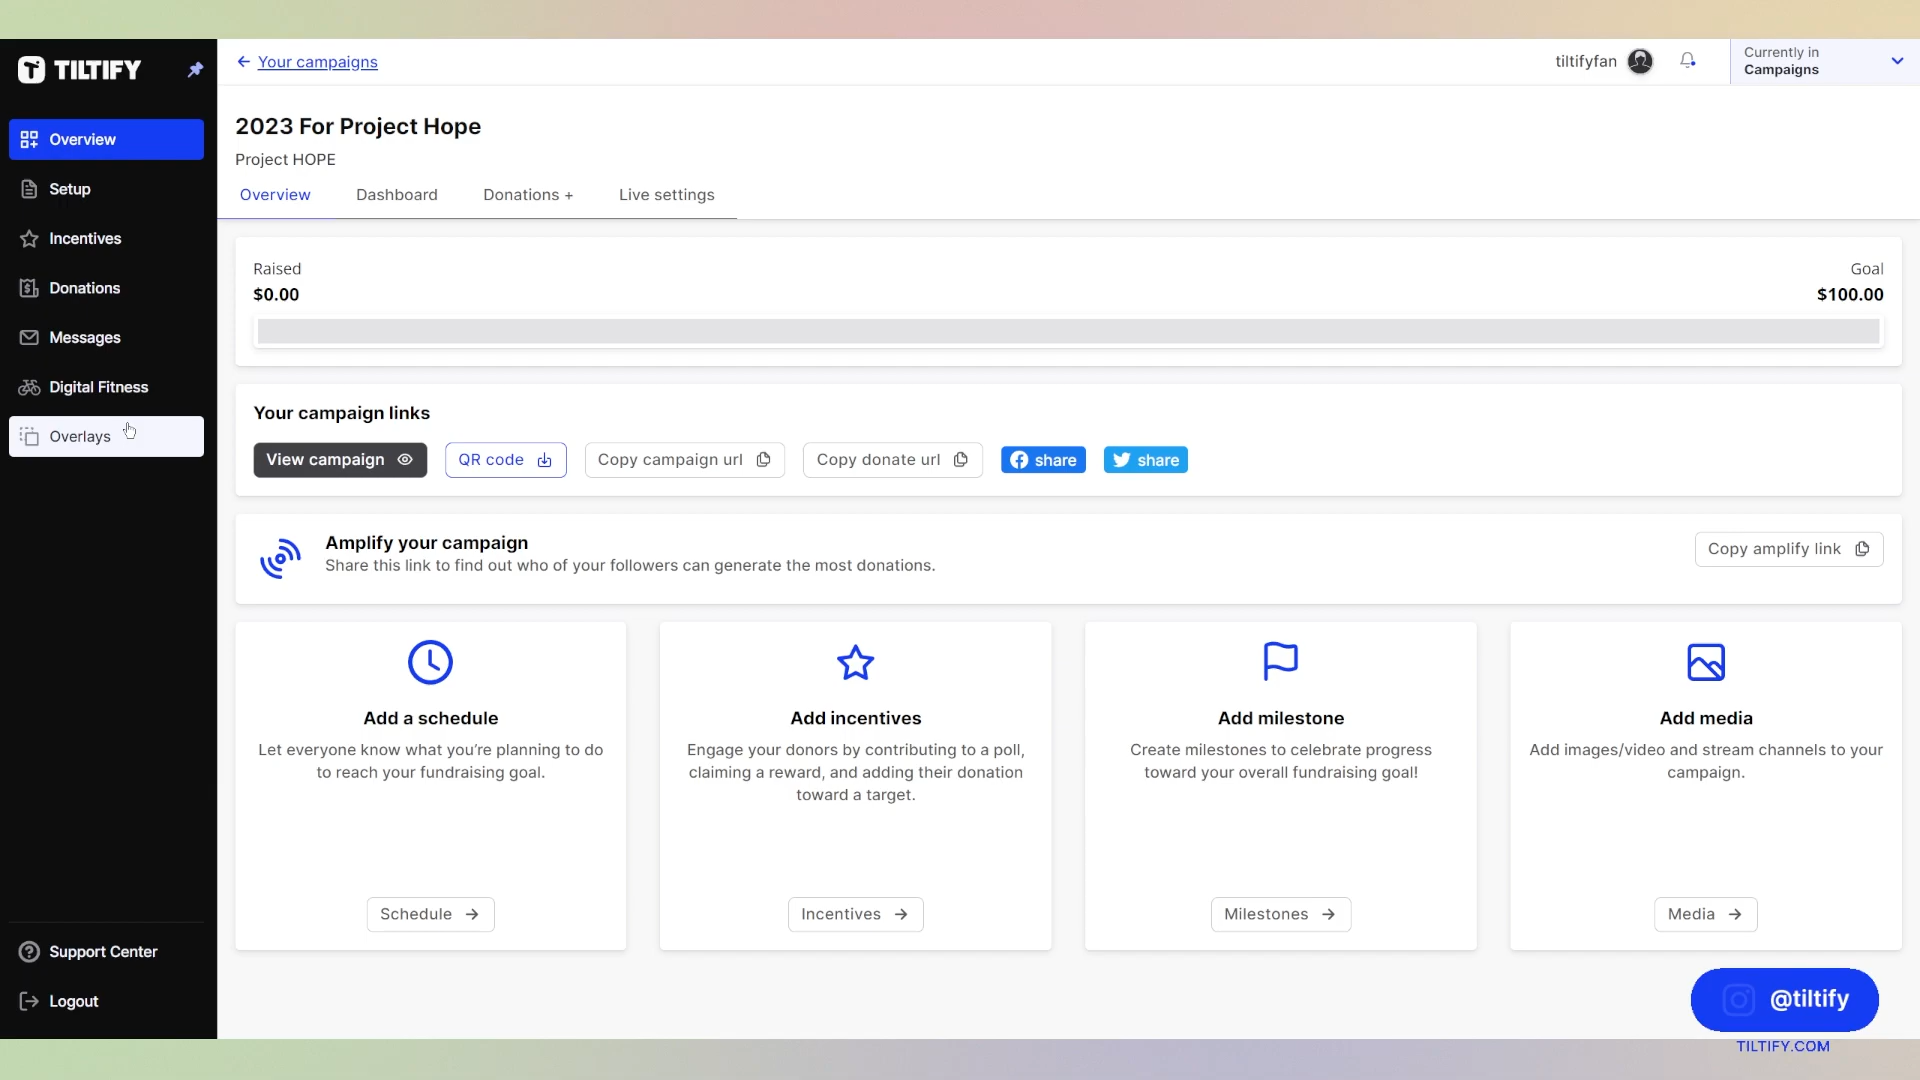 TILTIFY
Overview
Setup
Incentives
Donations
Messages
Digital Fitness
Overlays
Support Center
Logout
Your campaigns
tiltifyfan
Currently in
Campaigns
2023 For Project Hope
Project HOPE
Overview Dashboard Donations + Live settings
Raised Goal
$0.00 $100.00
Your campaign links
View campaign QR code Copy campaign url Copy donate url share share
Amplify your campaign
Share this link to find out who of your followers can generate the most donations.
Copy amplify link
Add a schedule
Let everyone know what you’re planning to do
to reach your fundraising goal.
Schedule
Add incentives
Engage your donors by contributing to a poll,
claiming a reward, and adding their donation
toward a target.
Incentives
Add milestone
Create milestones to celebrate progress
toward your overall fundraising goal!
Milestones
Add media
Add images/video and stream channels to your
campaign.
Media
@tiltify
TILTIFY.COM